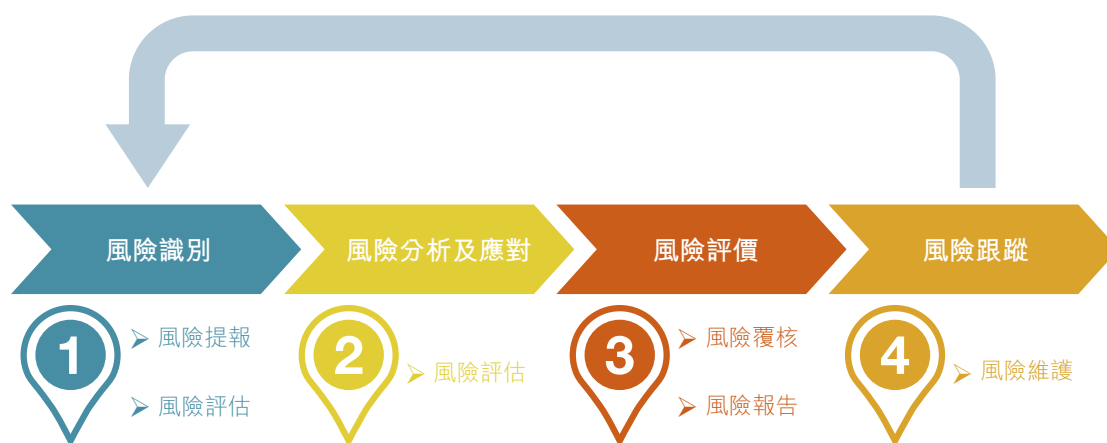 風險識別
風險分析及應對
風險評價
風險跟蹤
1
➢ 風險提報
➢ 風險評估
2
➢ 風險評估
3
➢ 風險覆核
➢ 風險報告
4
➢ 風險維護